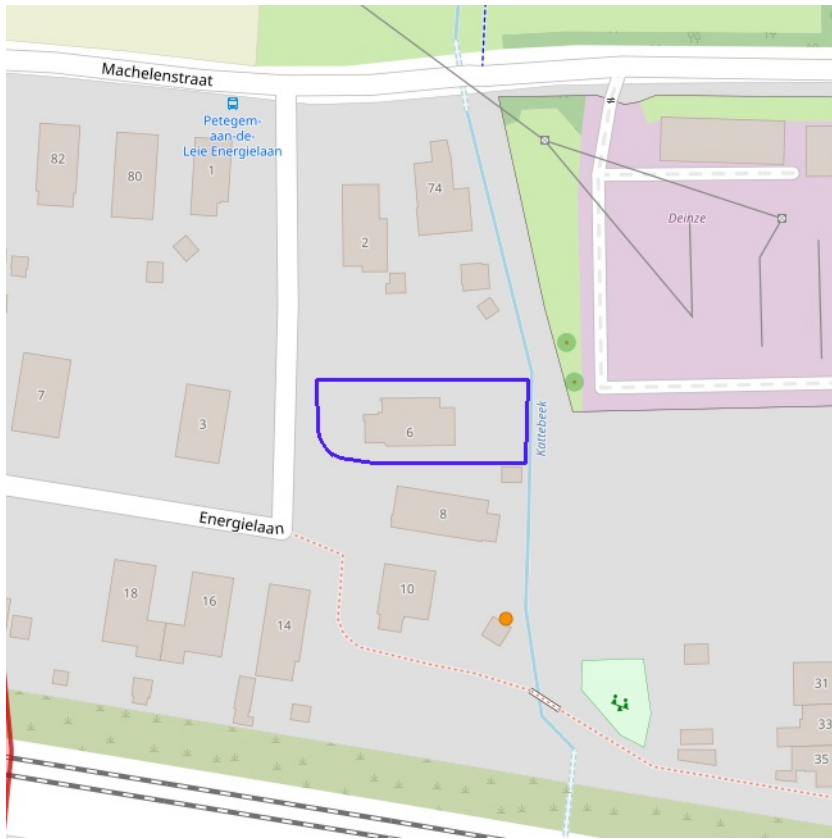 Machelenstraat
Petegem-
aan-de-
Leie Energielaan
82
80
1
74
2
Deinze
7
3
6
Kattebeek
8
Energielaan
10
18
16
14
31
33
35